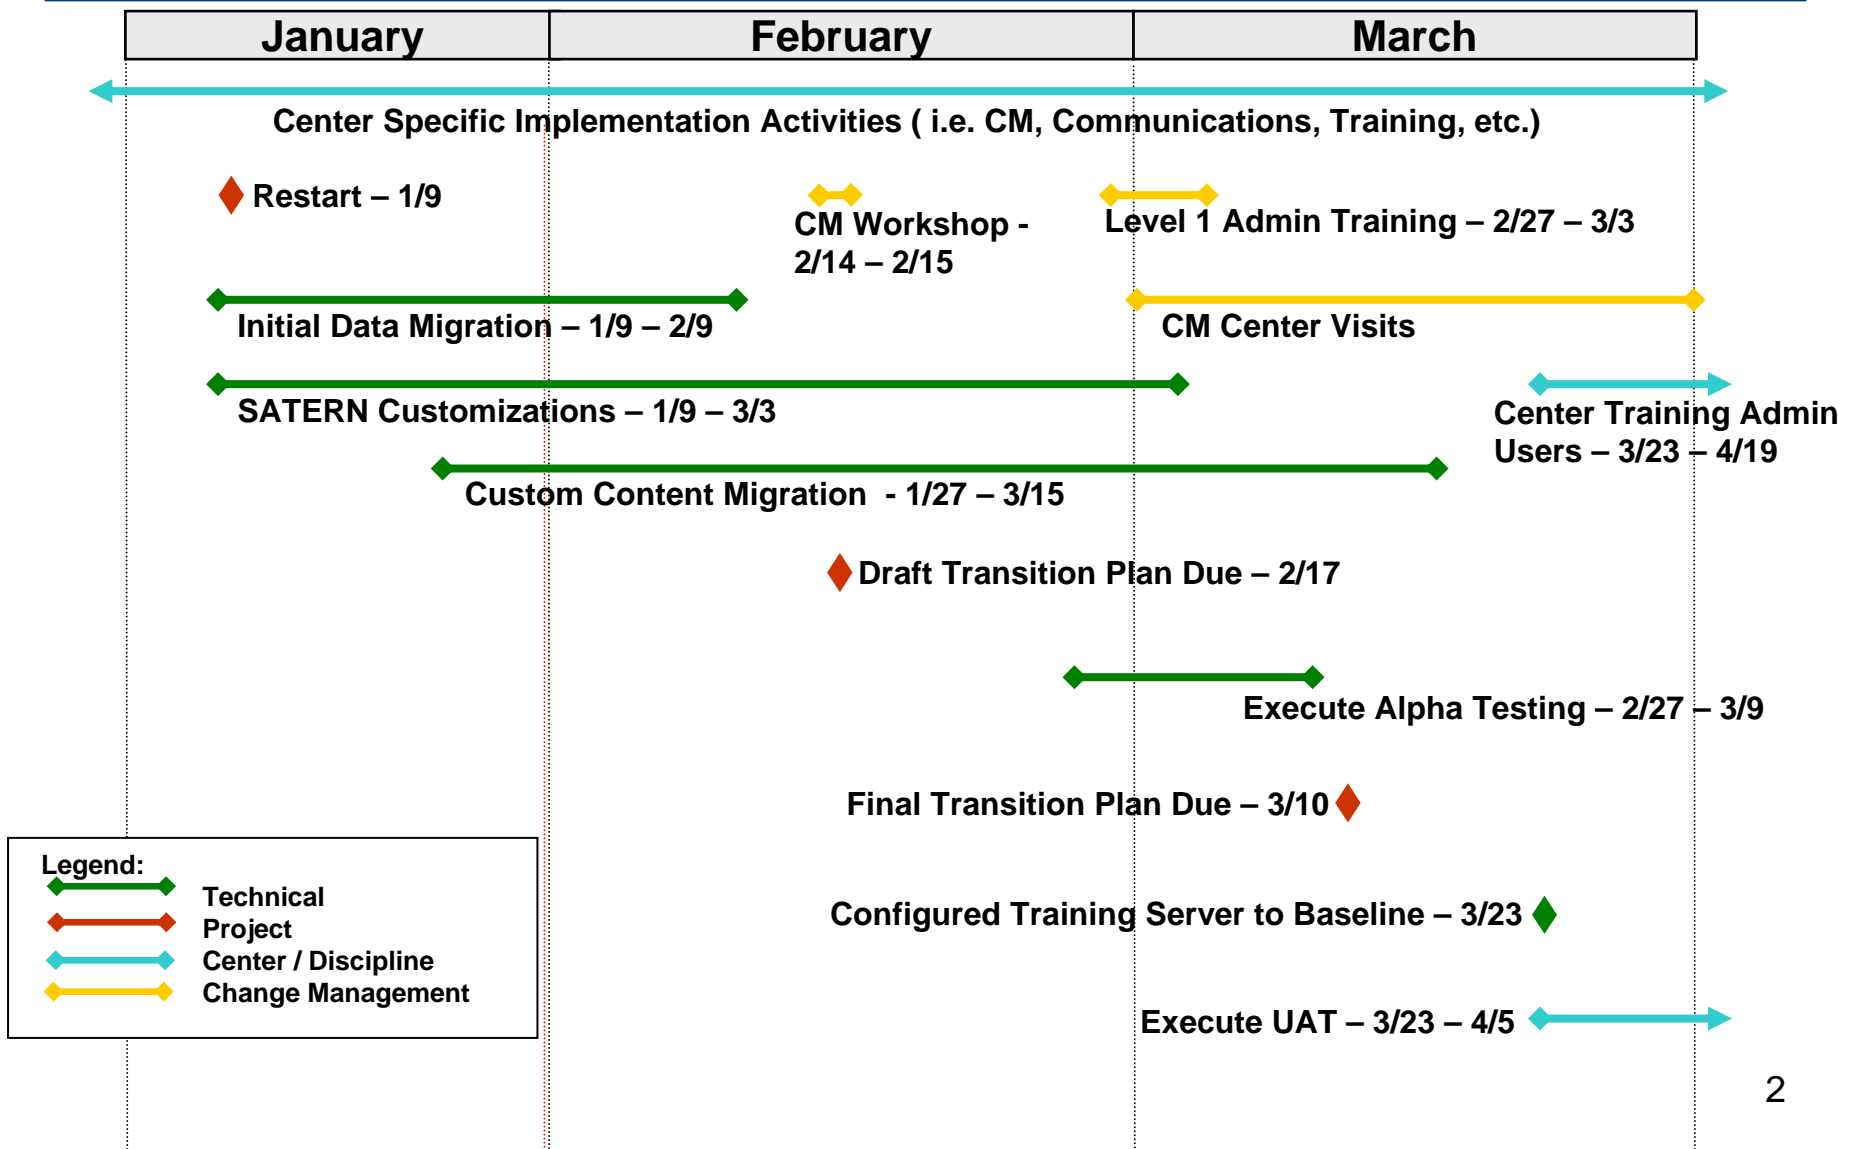 January February March
Center Specific Implementation Activities ( i.e. CM, Communications, Training, etc.)
Restart – 1/9
CM Workshop -
2/14 – 2/15
Level 1 Admin Training – 2/27 – 3/3
Initial Data Migration – 1/9 – 2/9
CM Center Visits
SATERN Customizations – 1/9 – 3/3
Center Training Admin
Users – 3/23 – 4/19
Custom Content Migration - 1/27 – 3/15
Draft Transition Plan Due – 2/17
Execute Alpha Testing – 2/27 – 3/9
Final Transition Plan Due – 3/10
Legend:
Technical
Project
Center / Discipline
Change Management
Configured Training Server to Baseline – 3/23
Execute UAT – 3/23 – 4/5
2